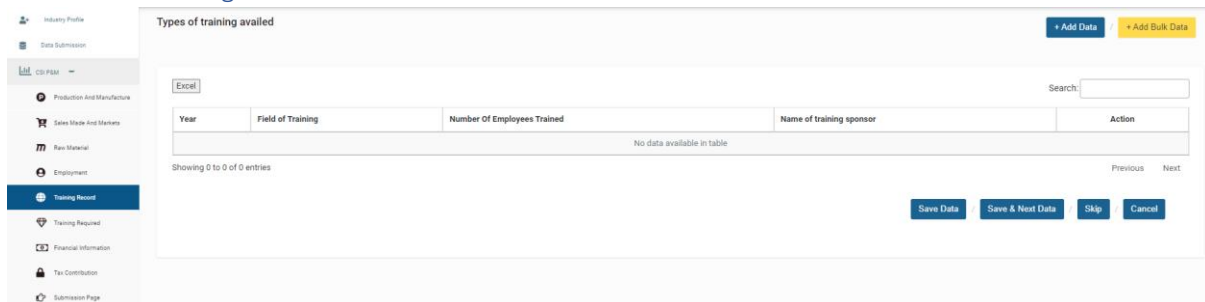 Industry Profile
Data Submission
CSI P&M
Production And Manufacture
Sales Made And Markets
Raw Material
Employment
Training Record
Training Required
Financial Information
Tax Contribution
Submission Page
Types of training availed
+ Add Data / + Add Bulk Data
Excel
Search:
Year Field of Training Number Of Employees Trained Name of training sponsor Action
No data available in table
Showing 0 to 0 of 0 entries
Previous Next
Save Data / Save & Next Data / Skip / Cancel